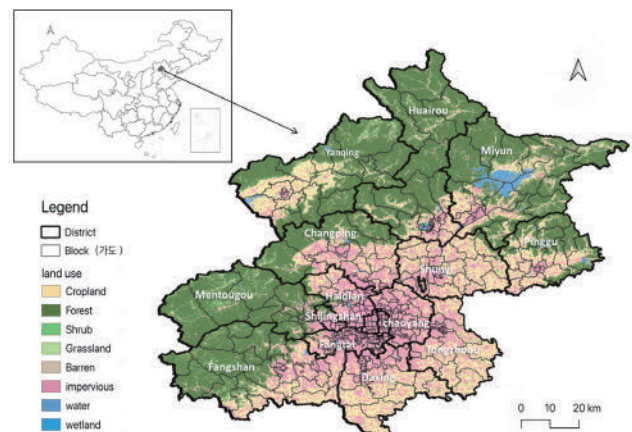 Huairou
Miyun
Yanqing
Changping
Pinggu
Shunyi
Mentougou
Haidian
Shijingshan
chaoyang
Fangtai
Tongzhou
Fangshan
Daxing
Legend
District
Block (가도)
land use
Cropland
Forest
Shrub
Grassland
Barren
impervious
water
wetland
0 10 20 km